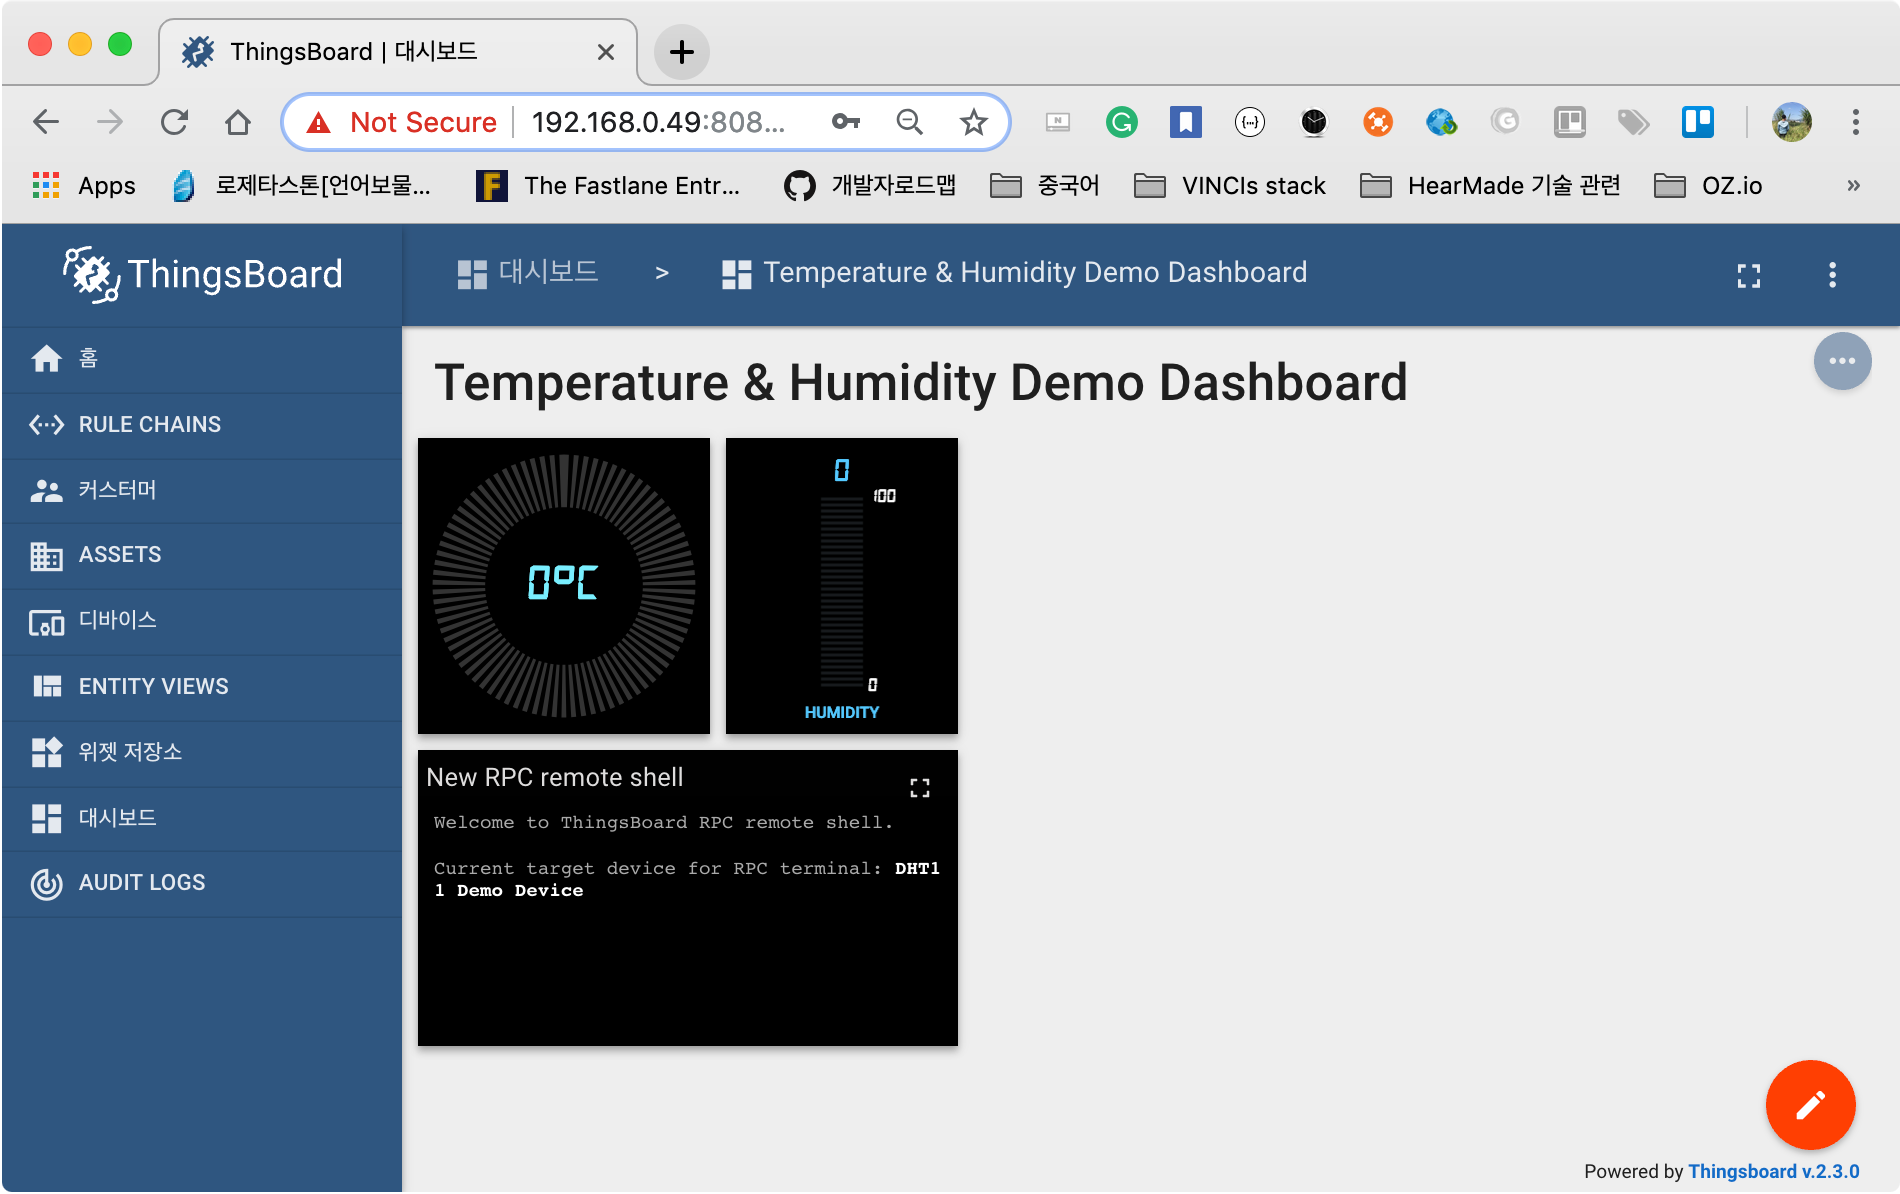 ThingsBoard | 대시보드
Not Secure
192.168.0.49:808...
Apps
로제타스톤[언어보물...
The Fastlane Entr...
개발자로드맵
중국어
VINCIs stack
HearMade 기술 관련
OZ.io
»
ThingsBoard
대시보드 > Temperature & Humidity Demo Dashboard
홈
RULE CHAINS
커스터머
ASSETS
디바이스
ENTITY VIEWS
위젯 저장소
대시보드
AUDIT LOGS
Temperature & Humidity Demo Dashboard
0°C
0
100
0
HUMIDITY
New RPC remote shell
Welcome to ThingsBoard RPC remote shell.
Current target device for RPC terminal: DHT1
1 Demo Device
Powered by Thingsboard v.2.3.0